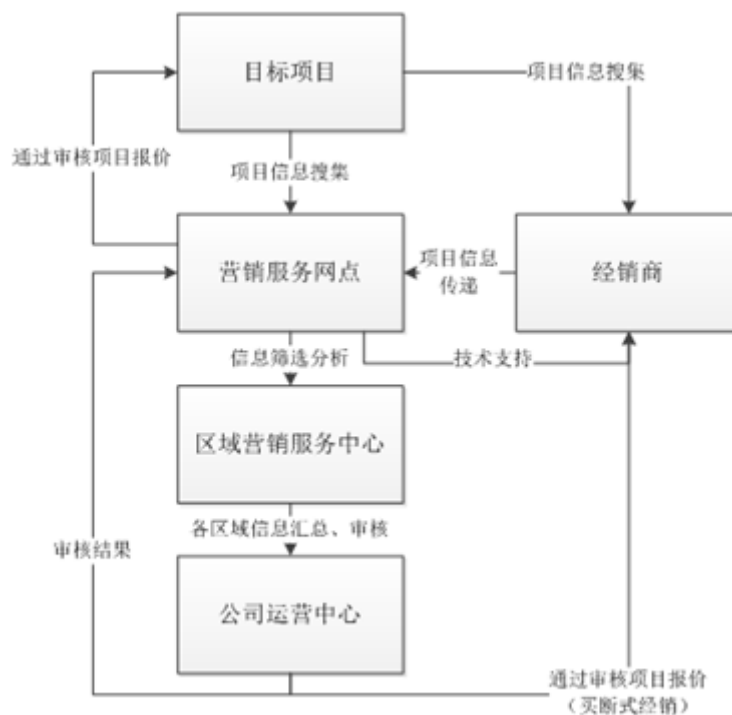 目标项目
项目信息搜集
通过审核项目报价
项目信息搜集
营销服务网点
项目信息
传递
经销商
信息筛选分析
技术支持
区域营销服务中心
各区域信息汇总、审核
审核结果
公司运营中心
通过审核项目报价
（买断式经销）